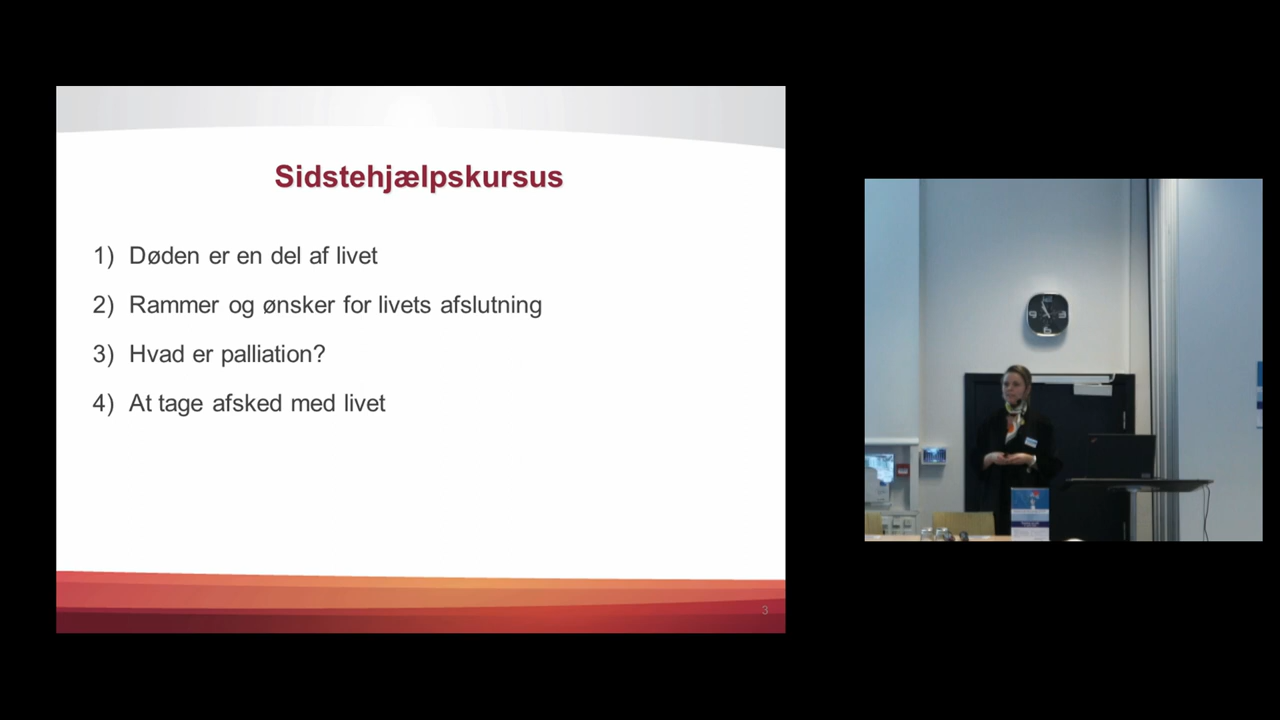 Sidstehjælpskursus
1) Døden er en del af livet
2) Rammer og ønsker for livets afslutning
3) Hvad er palliation?
4) At tage afsked med livet
3